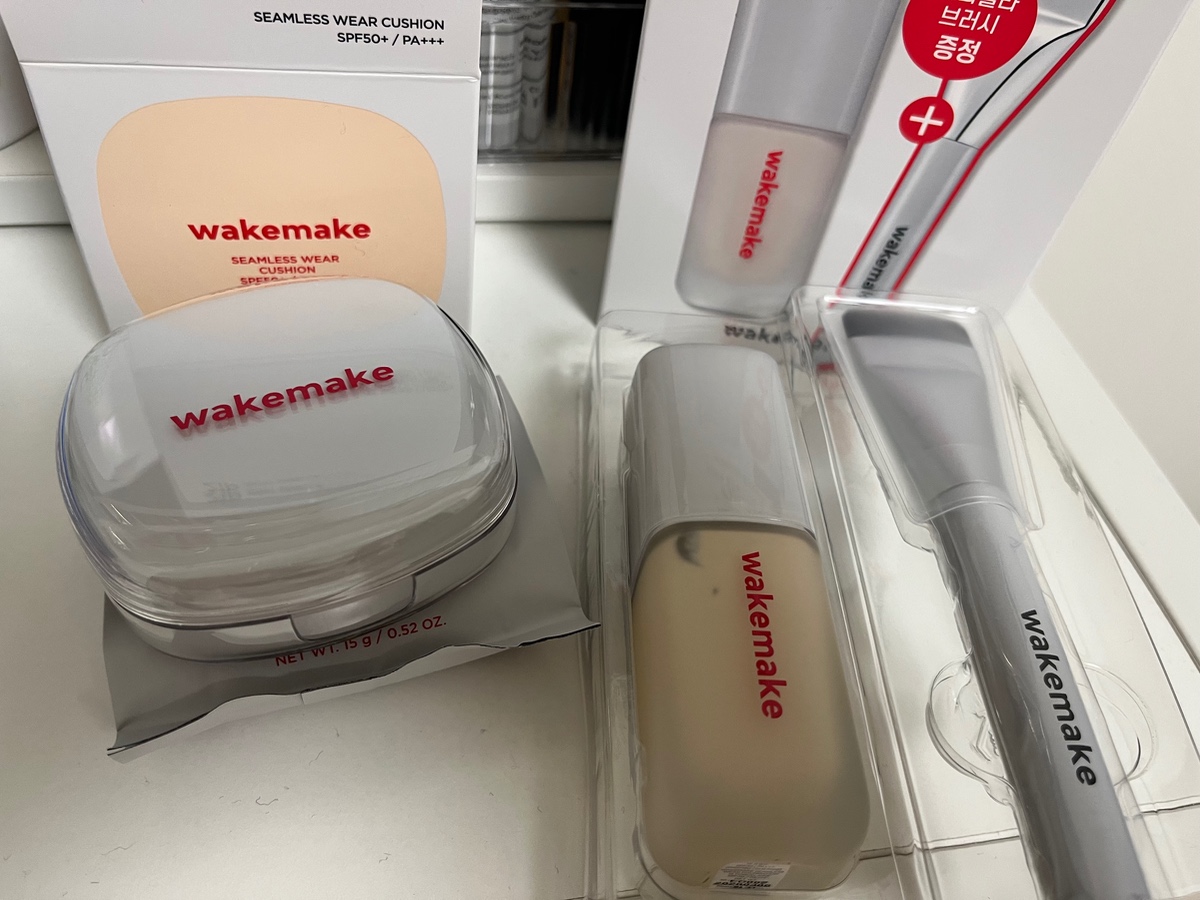 SEAMLESS WEAR CUSHION
SPF50+ / PA+++
wakemake
SEAMLESS WEAR
CUSHION
wakemake
NET WT. 15 g / 0.52 OZ.
브러시
증정
+
wakemake
wakemake
wakemake
wakemake